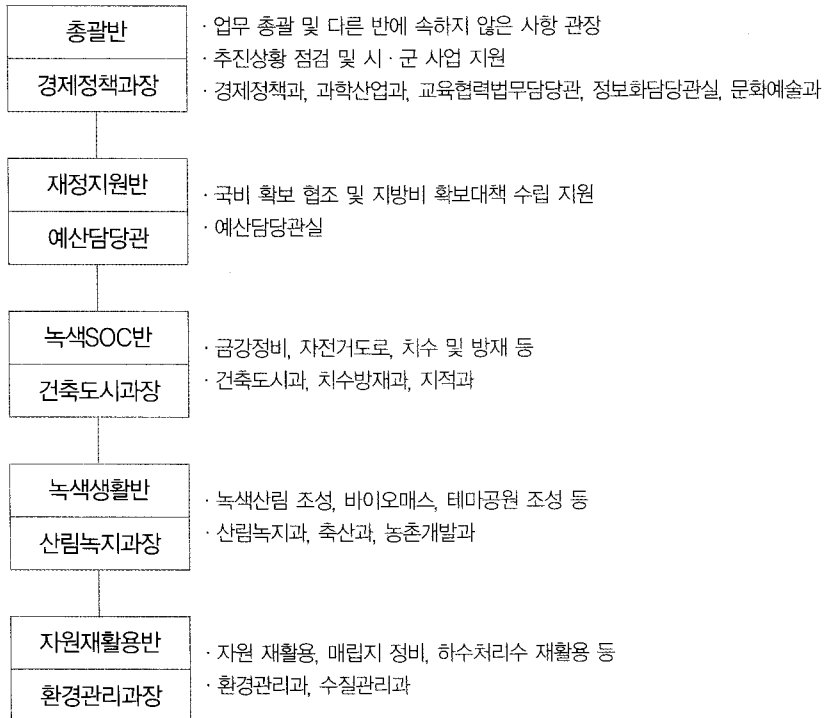 총괄반
경제정책과장
· 업무 총괄 및 다른 반에 속하지 않은 사항 관장
· 추진상황 점검 및 시 · 군 사업 지원
· 경제정책과, 과학산업과, 교육협력법무담당관, 정보화담당관실, 문화예술과
재정지원반
예산담당관
· 국비 확보 협조 및 지방비 확보대책 수립 지원
· 예산담당관실
녹색SOC반
건축도시과장
· 금강정비, 자전거도로, 치수 및 방재 등
· 건축도시과, 치수방재과, 지적과
녹색생활반
산림녹지과장
· 녹색산림 조성, 바이오매스, 테마공원 조성 등
· 산림녹지과, 축산과, 농촌개발과
자원재활용반
환경관리과장
· 자원 재활용, 매립지 정비, 하수처리수 재활용 등
· 환경관리과, 수질관리과